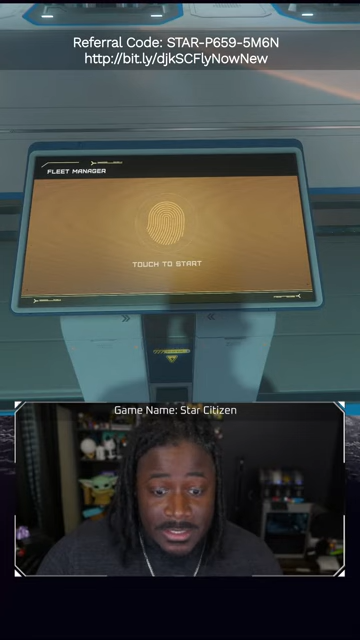 Referral Code: STAR-P659-5M6N
http://bit.ly/djkSCFlyNowNew
FLEET MANAGER
TOUCH TO START
Game Name: Star Citizen